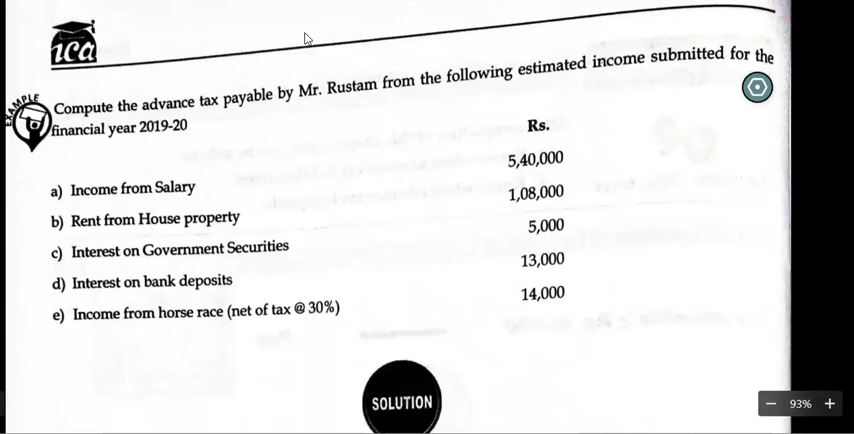 ica
EXAMPLE
Compute the advance tax payable by Mr. Rustam from the following estimated income submitted for the
financial year 2019-20
Rs.
a) Income from Salary 5,40,000
b) Rent from House property 1,08,000
c) Interest on Government Securities 5,000
d) Interest on bank deposits 13,000
e) Income from horse race (net of tax @ 30%) 14,000
SOLUTION
− 93% +